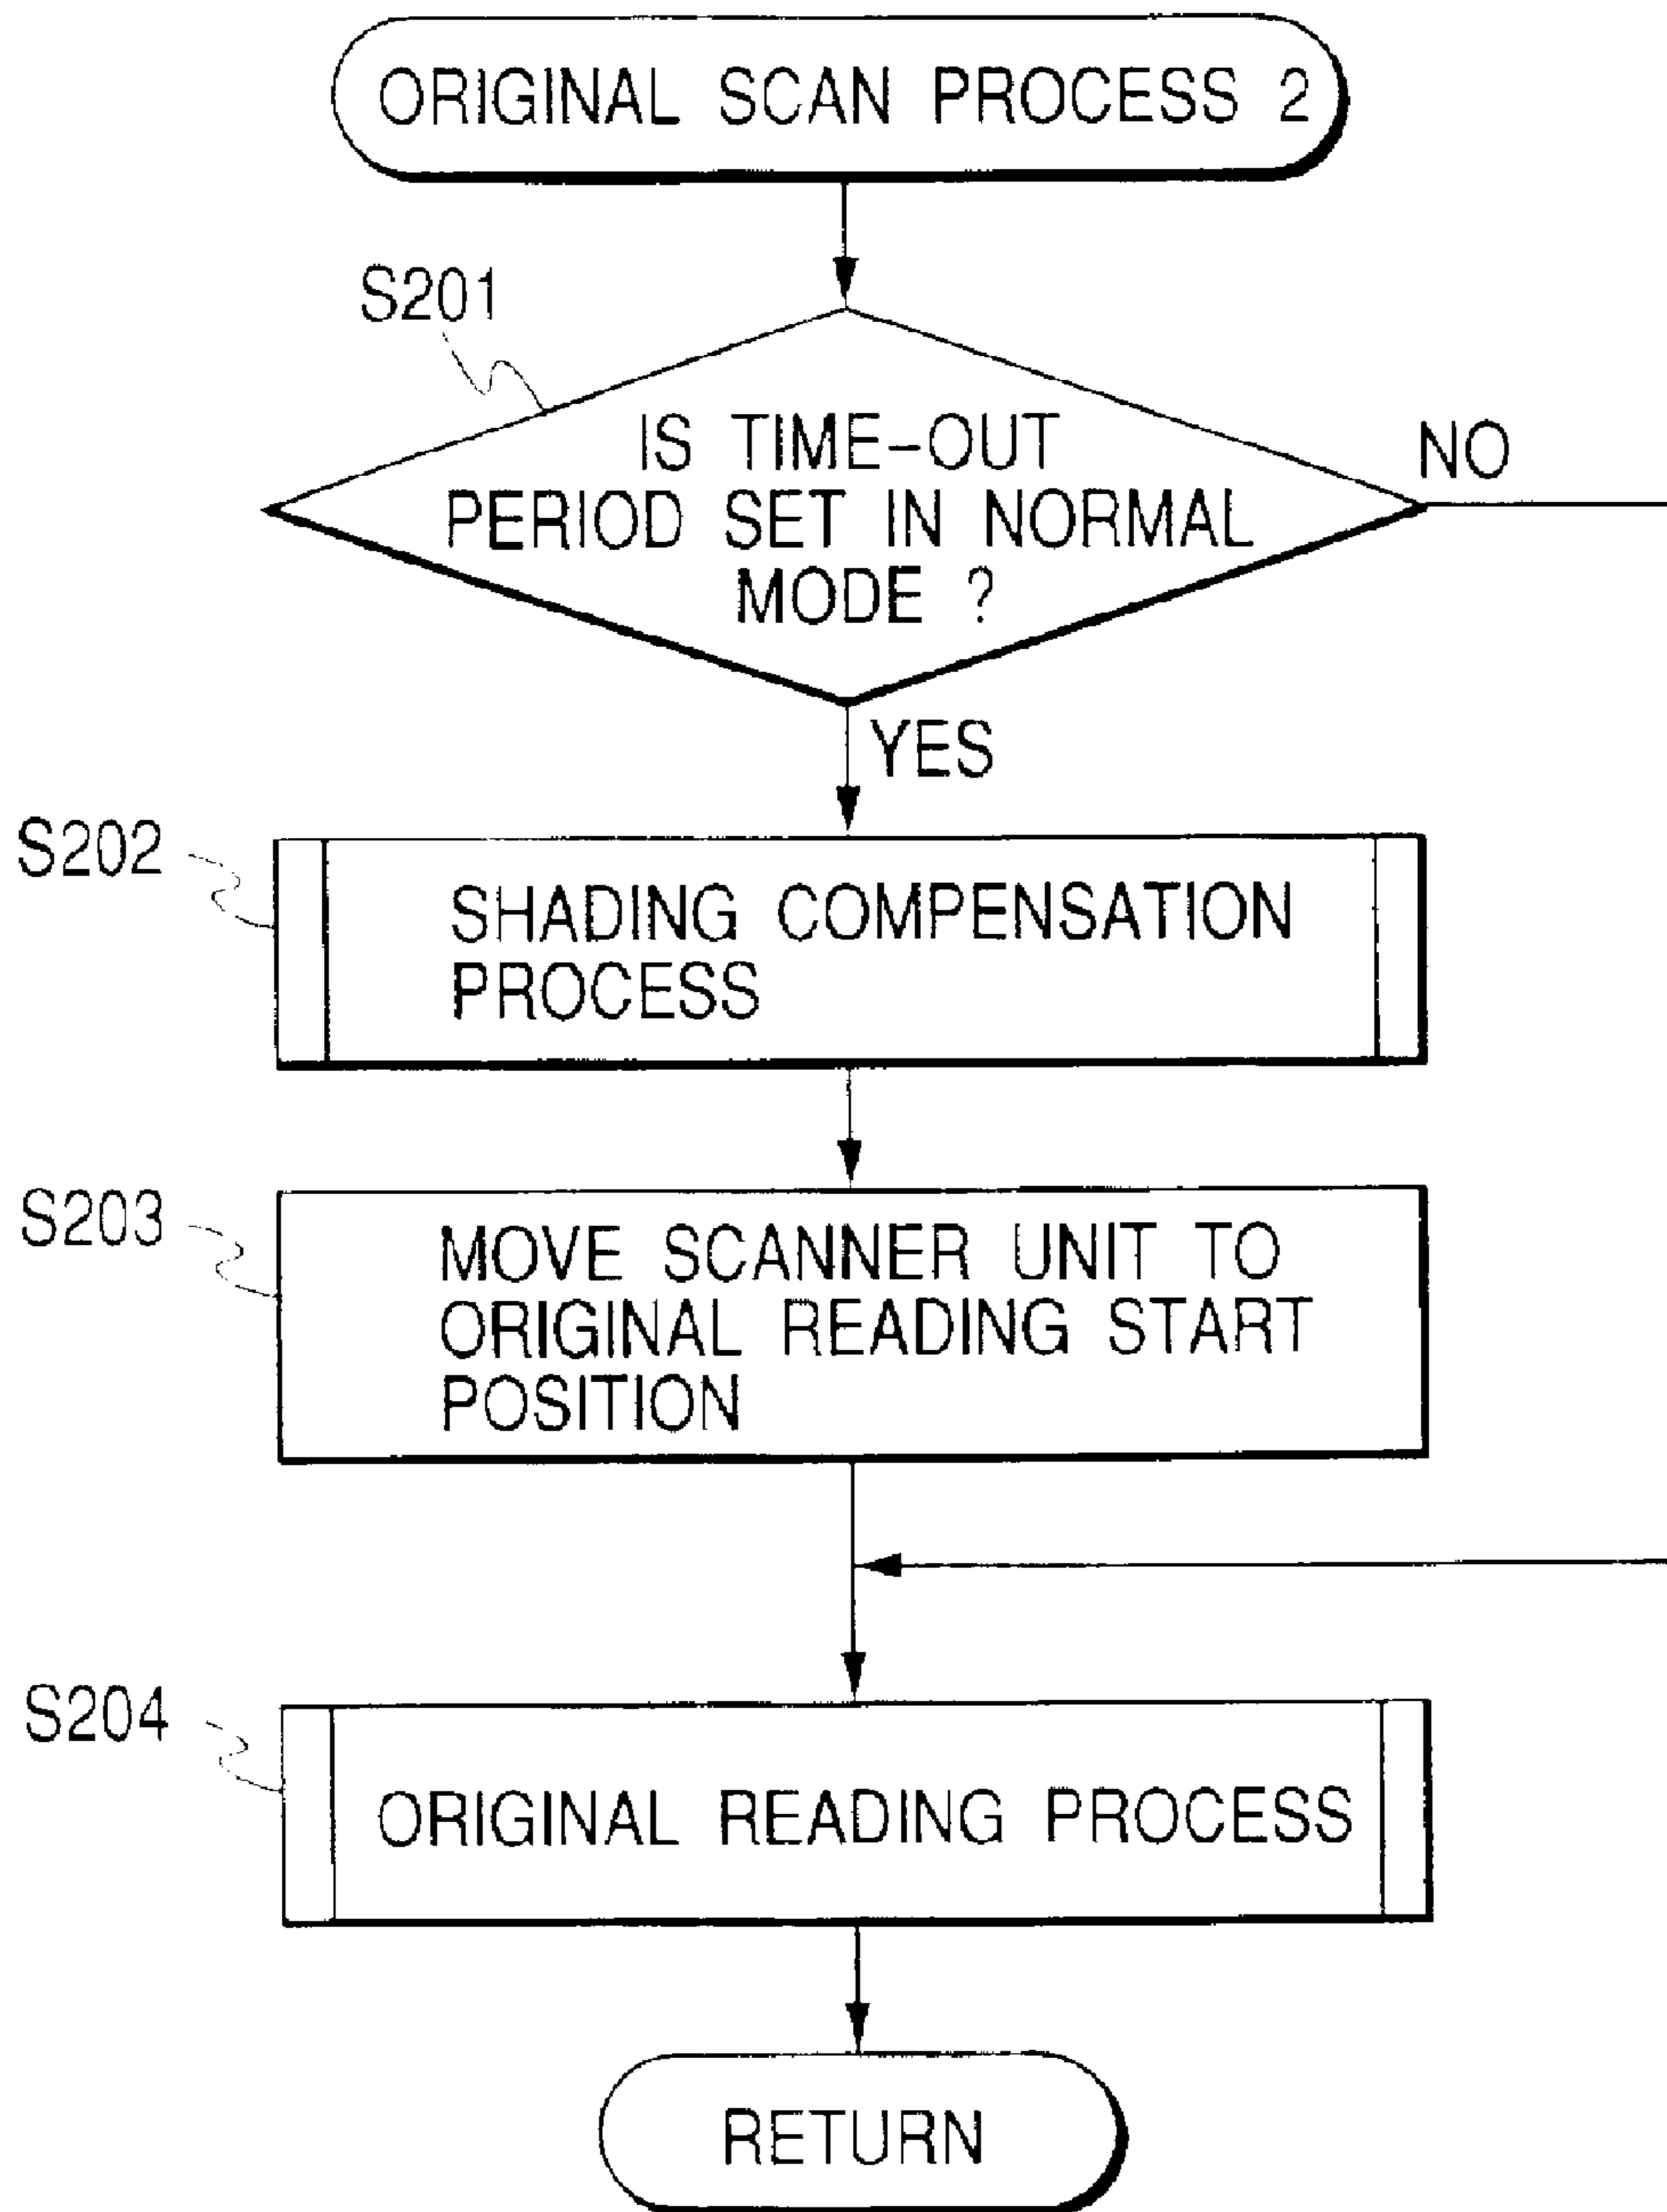 ORIGINAL SCAN PROCESS 2
S201
IS TIME-OUT
PERIOD SET IN NORMAL
MODE ?
NO
YES
S202
SHADING COMPENSATION
PROCESS
S203
MOVE SCANNER UNIT TO
ORIGINAL READING START
POSITION
S204
ORIGINAL READING PROCESS
RETURN